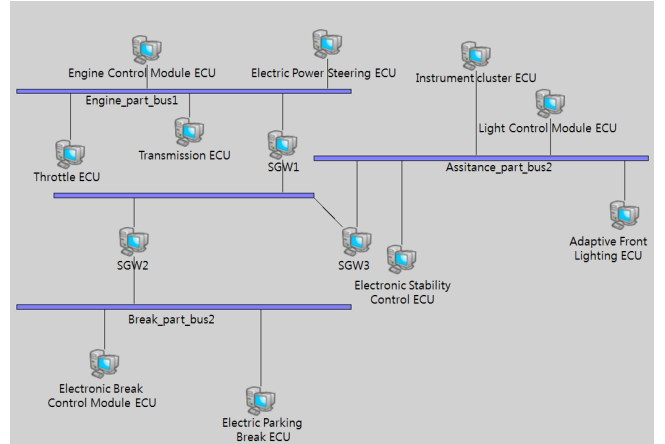 Engine Control Module ECU
Electric Power Steering ECU
Instrument cluster ECU
Engine_part_bus1
Light Control Module ECU
Transmission ECU
SGW1
Throttle ECU
Assitance_part_bus2
Adaptive Front
Lighting ECU
SGW2
SGW3
Electronic Stability
Control ECU
Break_part_bus2
Electronic Break
Control Module ECU
Electric Parking
Break ECU